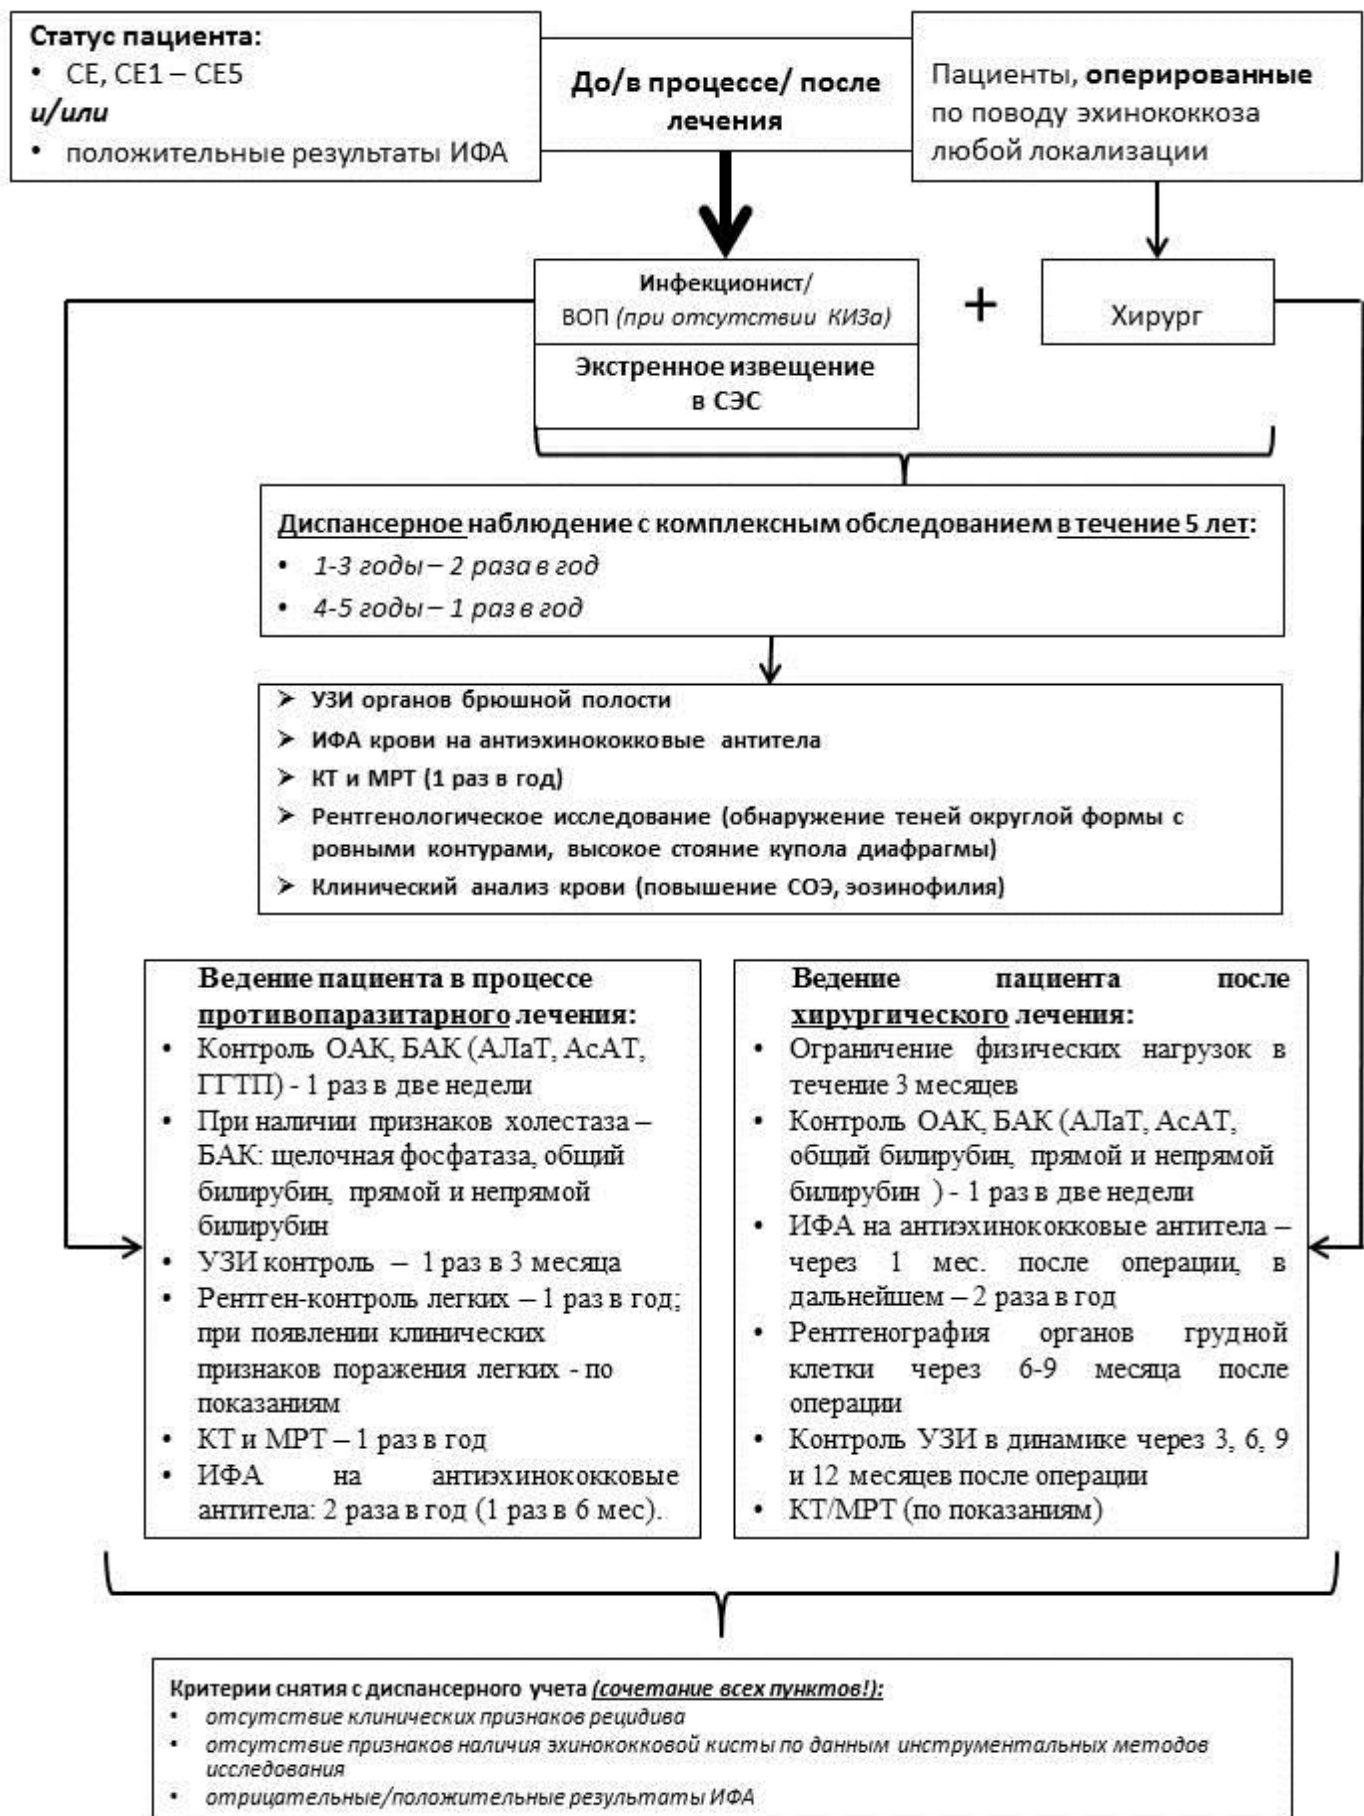 Статус пациента:
• CE, CE1 – CE5
и/или
• положительные результаты ИФА
До/в процессе/ после
лечения
Пациенты, оперированные
по поводу эхинококкоза
любой локализации
Инфекционист/
ВОП (при отсутствии КИЗа)
Экстренное извещение
в СЭС
+
Хирург
Диспансерное наблюдение с комплексным обследованием в течение 5 лет:
• 1-3 годы – 2 раза в год
• 4-5 годы – 1 раз в год
➢ УЗИ органов брюшной полости
➢ ИФА крови на антиэхинококковые антитела
➢ КТ и МРТ (1 раз в год)
➢ Рентгенологическое исследование (обнаружение теней округлой формы с
ровными контурами, высокое стояние купола диафрагмы)
➢ Клинический анализ крови (повышение СОЭ, эозинофилия)
Ведение пациента в процессе
противопаразитарного лечения:
• Контроль ОАК, БАК (АЛаТ, АсАТ,
ГГТП) - 1 раз в две недели
• При наличии признаков холестаза –
БАК: щелочная фосфатаза, общий
билирубин, прямой и непрямой
билирубин
• УЗИ контроль – 1 раз в 3 месяца
• Рентген-контроль легких – 1 раз в год;
при появлении клинических
признаков поражения легких - по
показаниям
• КТ и МРТ – 1 раз в год
• ИФА на антиэхинококковые
антитела: 2 раза в год (1 раз в 6 мес).
Ведение пациента после
хирургического лечения:
• Ограничение физических нагрузок в
течение 3 месяцев
• Контроль ОАК, БАК (АЛаТ, АсАТ,
общий билирубин, прямой и непрямой
билирубин ) - 1 раз в две недели
• ИФА на антиэхинококковые антитела –
через 1 мес. после операции, в
дальнейшем – 2 раза в год
• Рентгенография органов грудной
клетки через 6-9 месяца после
операции
• Контроль УЗИ в динамике через 3, 6, 9
и 12 месяцев после операции
• КТ/МРТ (по показаниям)
Критерии снятия с диспансерного учета (сочетание всех пунктов!):
• отсутствие клинических признаков рецидива
• отсутствие признаков наличия эхинококковой кисты по данным инструментальных методов
исследования
• отрицательные/положительные результаты ИФА